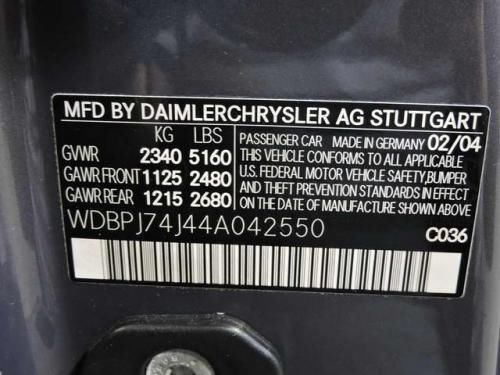 MFD BY DAIMLERCHRYSLER AG STUTTGART
KG LBS PASSENGER CAR MADE IN GERMANY 02/04
GVWR 2340 5160 THIS VEHICLE CONFORMS TO ALL APPLICABLE
GAWR FRONT 1125 2480 U.S. FEDERAL MOTOR VEHICLE SAFETY, BUMPER
GAWR REAR 1215 2680 AND THEFT PREVENTION STANDARDS IN EFFECT
ON THE DATE OF MANUFACTURE SHOWN ABOVE
WDBPJ74J44A042550 C036